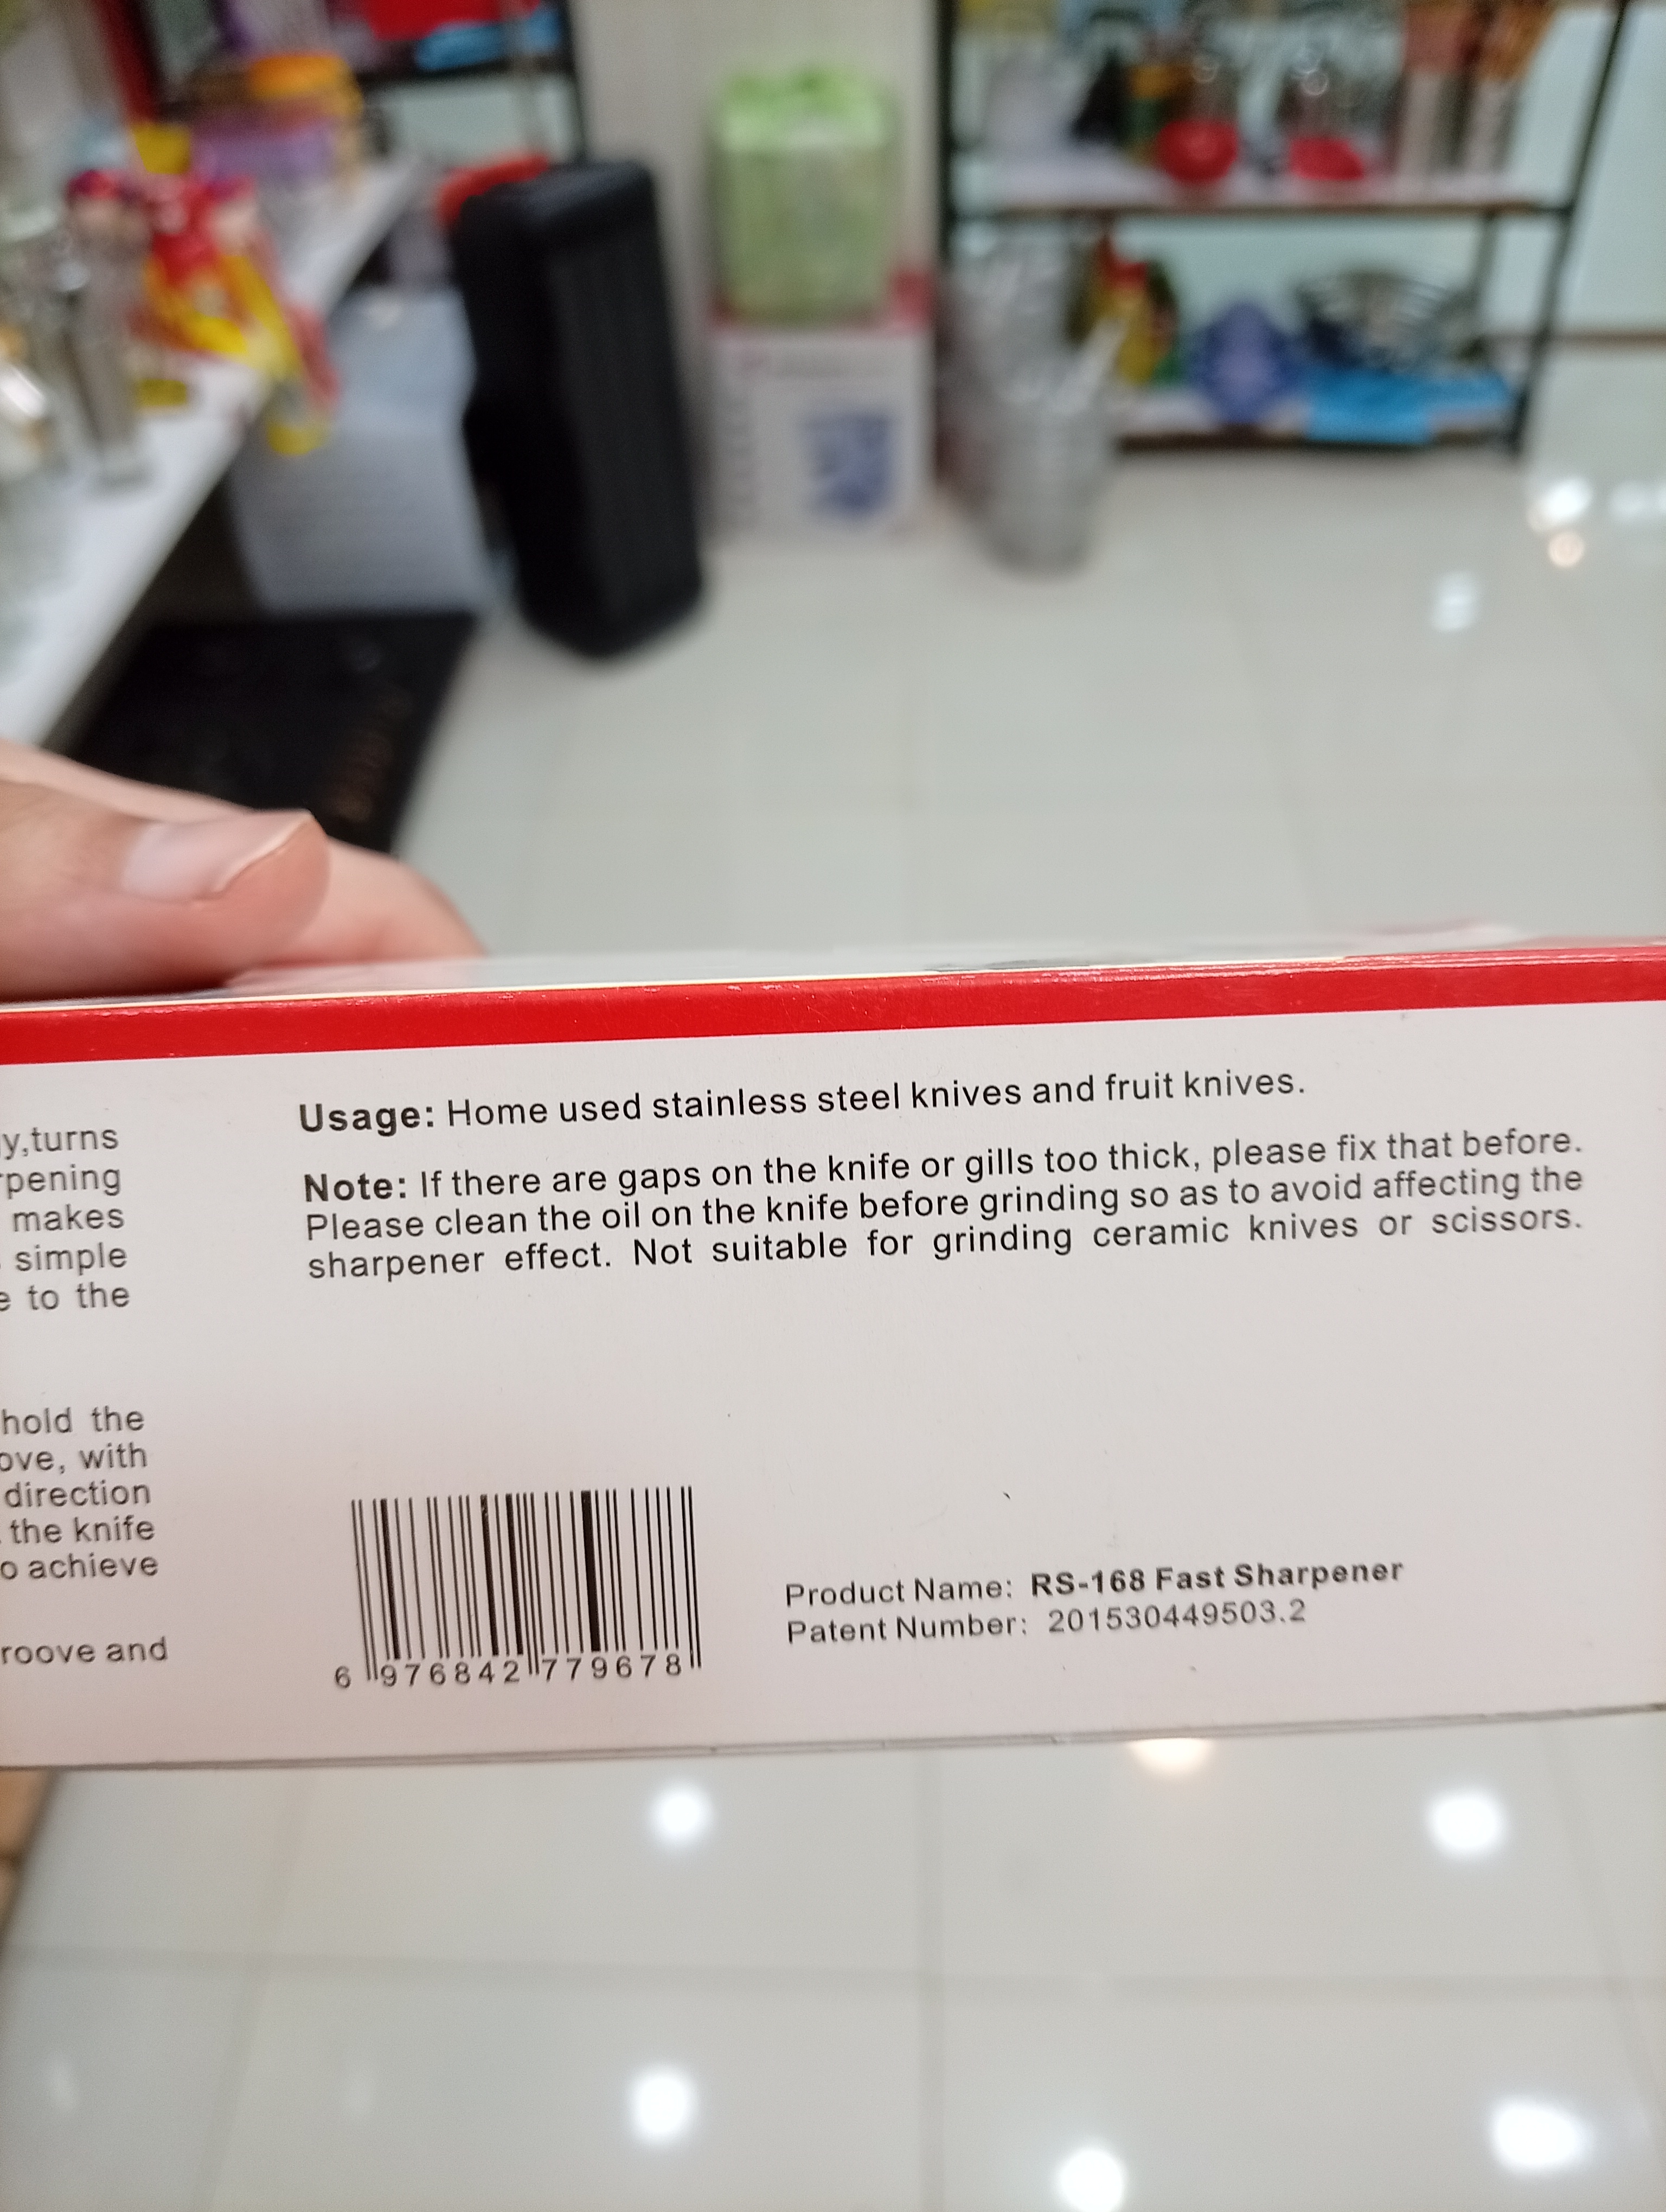 y,turns
rpening
makes
simple
e to the
hold the
ove, with
direction
the knife
o achieve
roove and
Usage: Home used stainless steel knives and fruit knives.
Note: If there are gaps on the knife or gills too thick, please fix that before.
Please clean the oil on the knife before grinding so as to avoid affecting the
sharpener effect. Not suitable for grinding ceramic knives or scissors.
6 976842 779678
Product Name: RS-168 Fast Sharpener
Patent Number: 201530449503.2